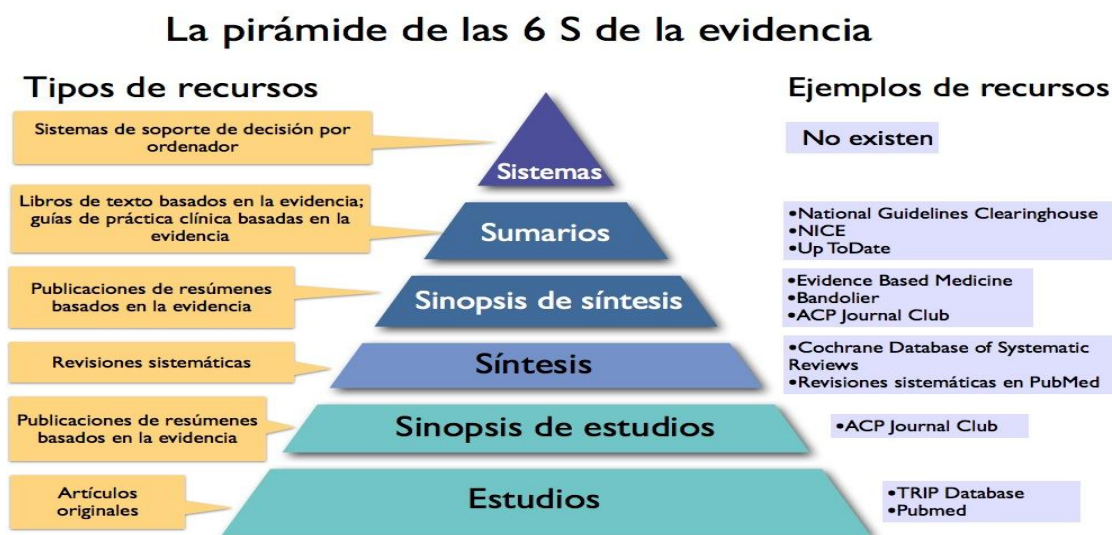 La pirámide de las 6 S de la evidencia
Tipos de recursos
Ejemplos de recursos
Sistemas de soporte de decisión por
ordenador
Sistemas
No existen
Libros de texto basados en la evidencia;
guías de práctica clínica basadas en la
evidencia
Sumarios
•National Guidelines Clearinghouse
•NICE
•Up ToDate
Publicaciones de resúmenes
basados en la evidencia
Sinopsis de síntesis
•Evidence Based Medicine
•Bandolier
•ACP Journal Club
Revisiones sistemáticas
Síntesis
•Cochrane Database of Systematic
Reviews
•Revisiones sistemáticas en PubMed
Publicaciones de resúmenes
basados en la evidencia
Sinopsis de estudios
•ACP Journal Club
Artículos
originales
Estudios
•TRIP Database
•Pubmed